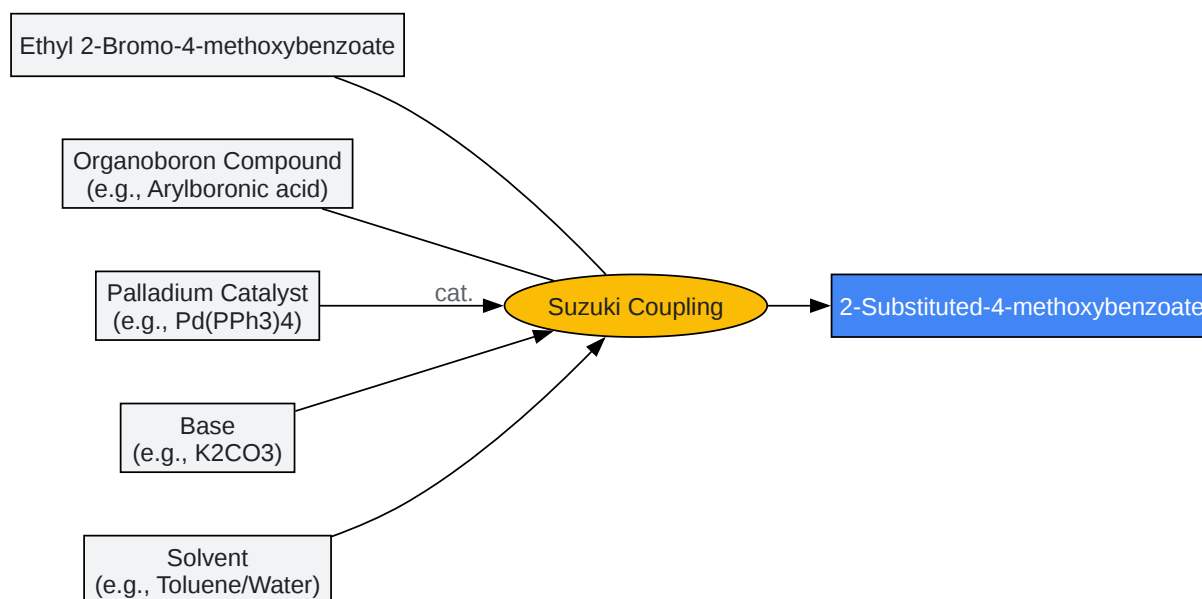 Ethyl 2-Bromo-4-methoxybenzoate
Organoboron Compound
(e.g., Arylboronic acid)
Palladium Catalyst
(e.g., Pd(PPh3)4)
cat.
Suzuki Coupling
2-Substituted-4-methoxybenzoate
Base
(e.g., K2CO3)
Solvent
(e.g., Toluene/Water)